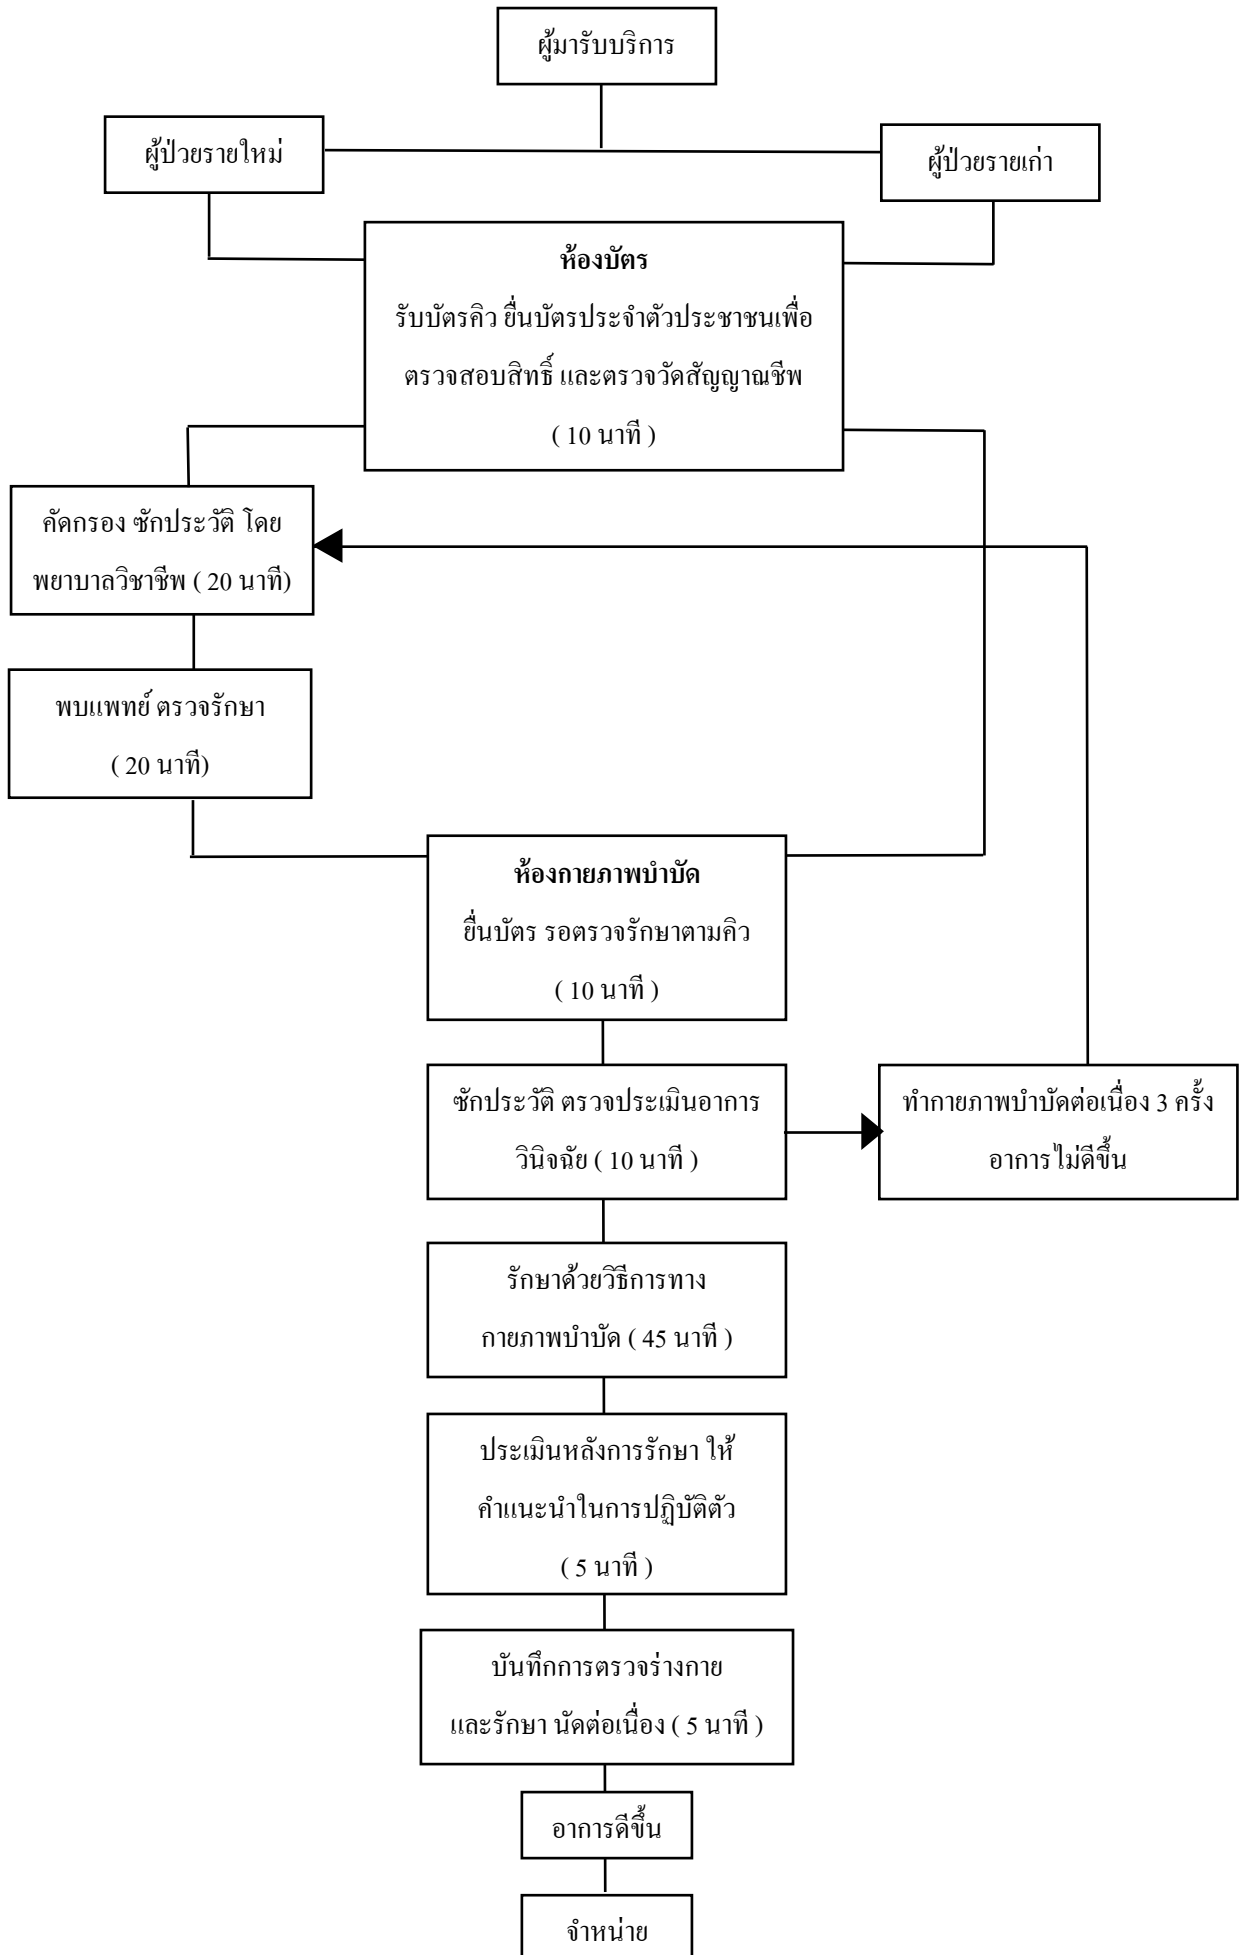 ผู้มารับบริการ
ผู้ป่วยรายใหม่
ผู้ป่วยรายเก่า
ห้องบัตร
รับบัตรคิว ยื่นบัตรประจำตัวประชาชนเพื่อ
ตรวจสอบสิทธิ์ และตรวจวัดสัญญาณชีพ
( 10 นาที )
คัดกรอง ซักประวัติ โดย
พยาบาลวิชาชีพ ( 20 นาที)
พบแพทย์ ตรวจรักษา
( 20 นาที)
ห้องกายภาพบำบัด
ยื่นบัตร รอตรวจรักษาตามคิว
( 10 นาที )
ซักประวัติ ตรวจประเมินอาการ
วินิจฉัย ( 10 นาที )
ทำกายภาพบำบัดต่อเนื่อง 3 ครั้ง
อาการไม่ดีขึ้น
รักษาด้วยวิธีการทาง
กายภาพบำบัด ( 45 นาที )
ประเมินหลังการรักษา ให้
คำแนะนำในการปฏิบัติตัว
( 5 นาที )
บันทึกการตรวจร่างกาย
และรักษา นัดต่อเนื่อง ( 5 นาที )
อาการดีขึ้น
จำหน่าย